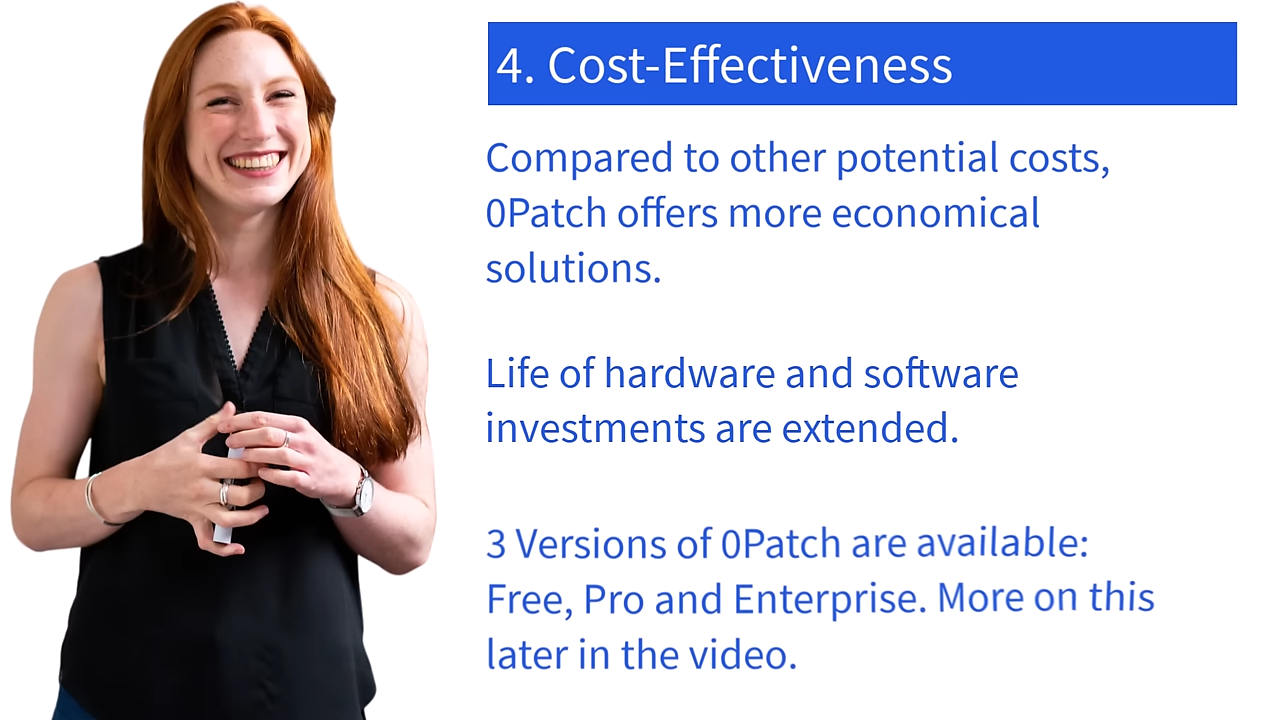 4. Cost-Effectiveness
Compared to other potential costs,
0Patch offers more economical
solutions.
Life of hardware and software
investments are extended.
3 Versions of 0Patch are available:
Free, Pro and Enterprise. More on this
later in the video.